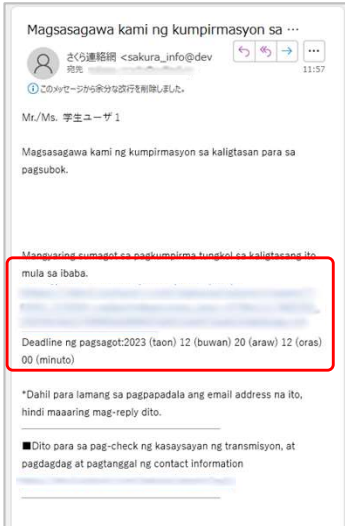 Magsasagawa kami ng kumpirmasyon sa …
さくら連絡網 <sakura_info@dev
宛先
11:57
このメッセージから余分な改行を削除しました。
Mr./Ms. 学生ユーザ1
Magsasagawa kami ng kumpirmasyon sa kaligtasan para sa
pagsubok.
Mangyaring sumagot sa pagkumpirma tungkol sa kaligtasang ito
mula sa ibaba.
Deadline ng pagsagot:2023 (taon) 12 (buwan) 20 (araw) 12 (oras)
00 (minuto)
*Dahil para lamang sa pagpapadala ang email address na ito,
hindi maaaring mag-reply dito.
■Dito para sa pag-check ng kasaysayan ng transmisyon, at
pagdagdag at pagtanggal ng contact information